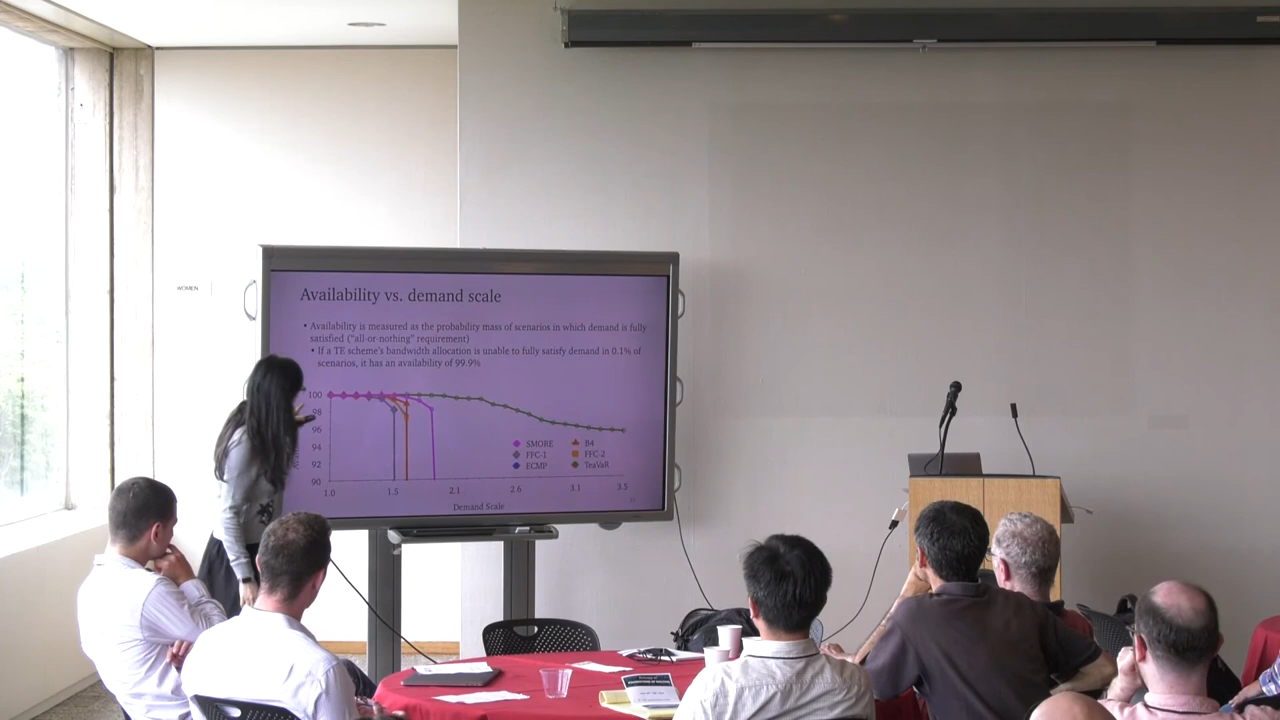 WOMEN
Availability vs. demand scale
• Availability is measured as the probability mass of scenarios in which demand is fully
satisfied ("all-or-nothing" requirement)
• If a TE scheme's bandwidth allocation is unable to fully satisfy demand in 0.1% of
scenarios, it has an availability of 99.9%
100
98
96
94
92
90
SMORE
B4
FFC-1
FFC-2
ECMP
TeaVaR
1.0 1.5 2.1 2.6 3.1 3.5
Demand Scale